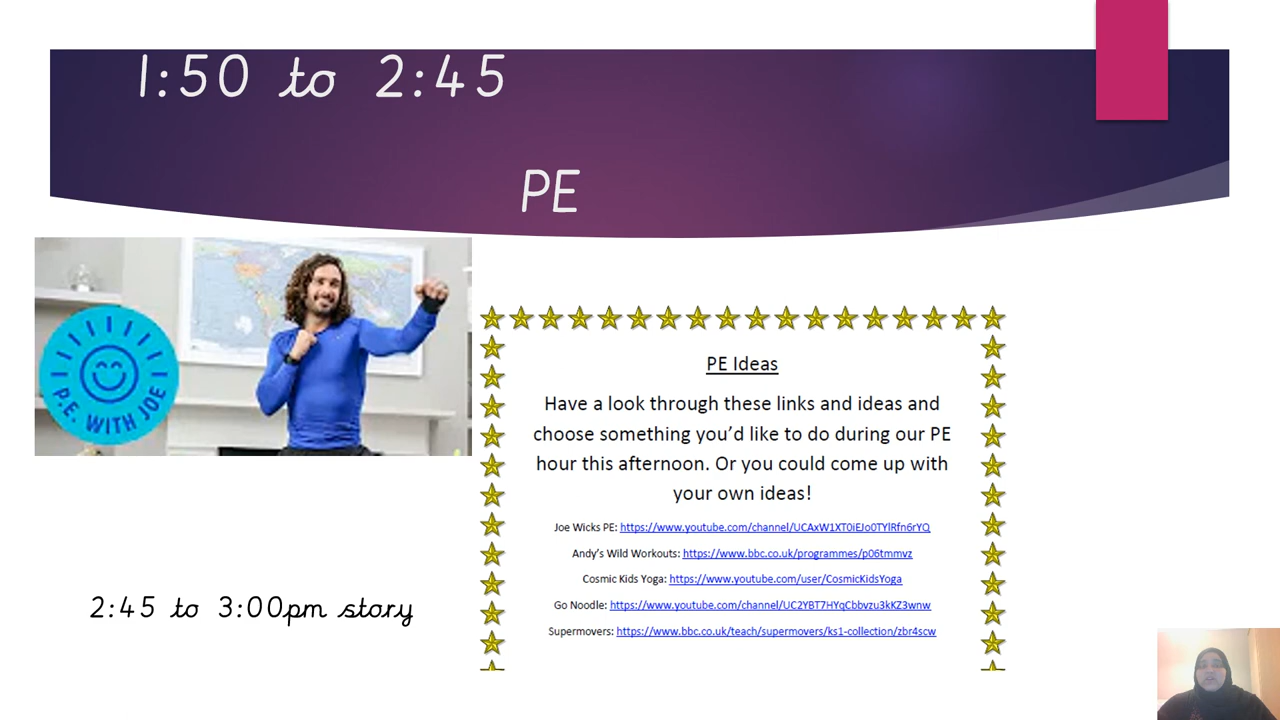 1:50 to 2:45
PE
P.E. WITH JOE
PE Ideas
Have a look through these links and ideas and
choose something you'd like to do during our PE
hour this afternoon. Or you could come up with
your own ideas!
Joe Wicks PE: https://www.youtube.com/channel/UCAxW1XT0iEJo0TYlRfn6rYQ
Andy's Wild Workouts: https://www.bbc.co.uk/programmes/p06tmmvz
Cosmic Kids Yoga: https://www.youtube.com/user/CosmicKidsYoga
Go Noodle: https://www.youtube.com/channel/UC2YBT7HYqCbbvzu3kKZ3wnw
Supermovers: https://www.bbc.co.uk/teach/supermovers/ks1-collection/zbr4scw
2:45 to 3:00pm story